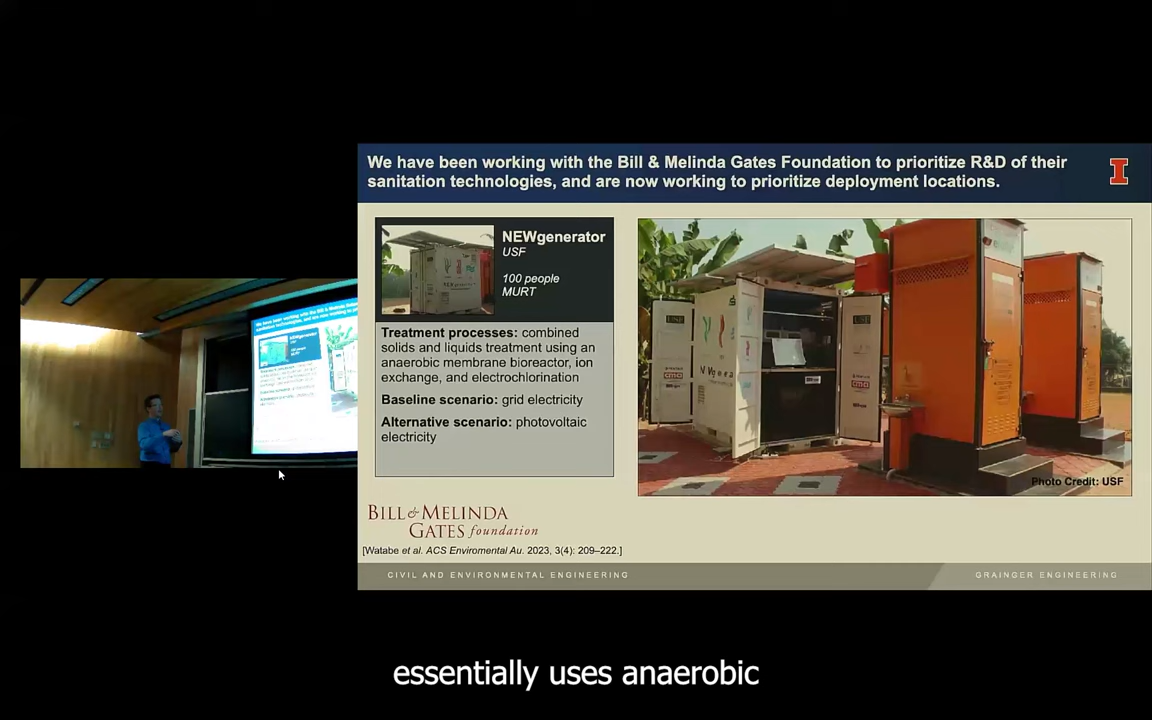 We have been working with the Bill & Melinda Gates Foundation to prioritize R&D of their
sanitation technologies, and are now working to prioritize deployment locations.
I
NEWgenerator
USF
100 people
MURT
Treatment processes: combined
solids and liquids treatment using an
anaerobic membrane bioreactor, ion
exchange, and electrochlorination
Baseline scenario: grid electricity
Alternative scenario: photovoltaic
electricity
Photo Credit: USF
BILL & MELINDA
GATES foundation
[Watabe et al. ACS Enviromental Au. 2023, 3(4): 209–222.]
CIVIL AND ENVIRONMENTAL ENGINEERING
GRAINGER ENGINEERING
essentially uses anaerobic